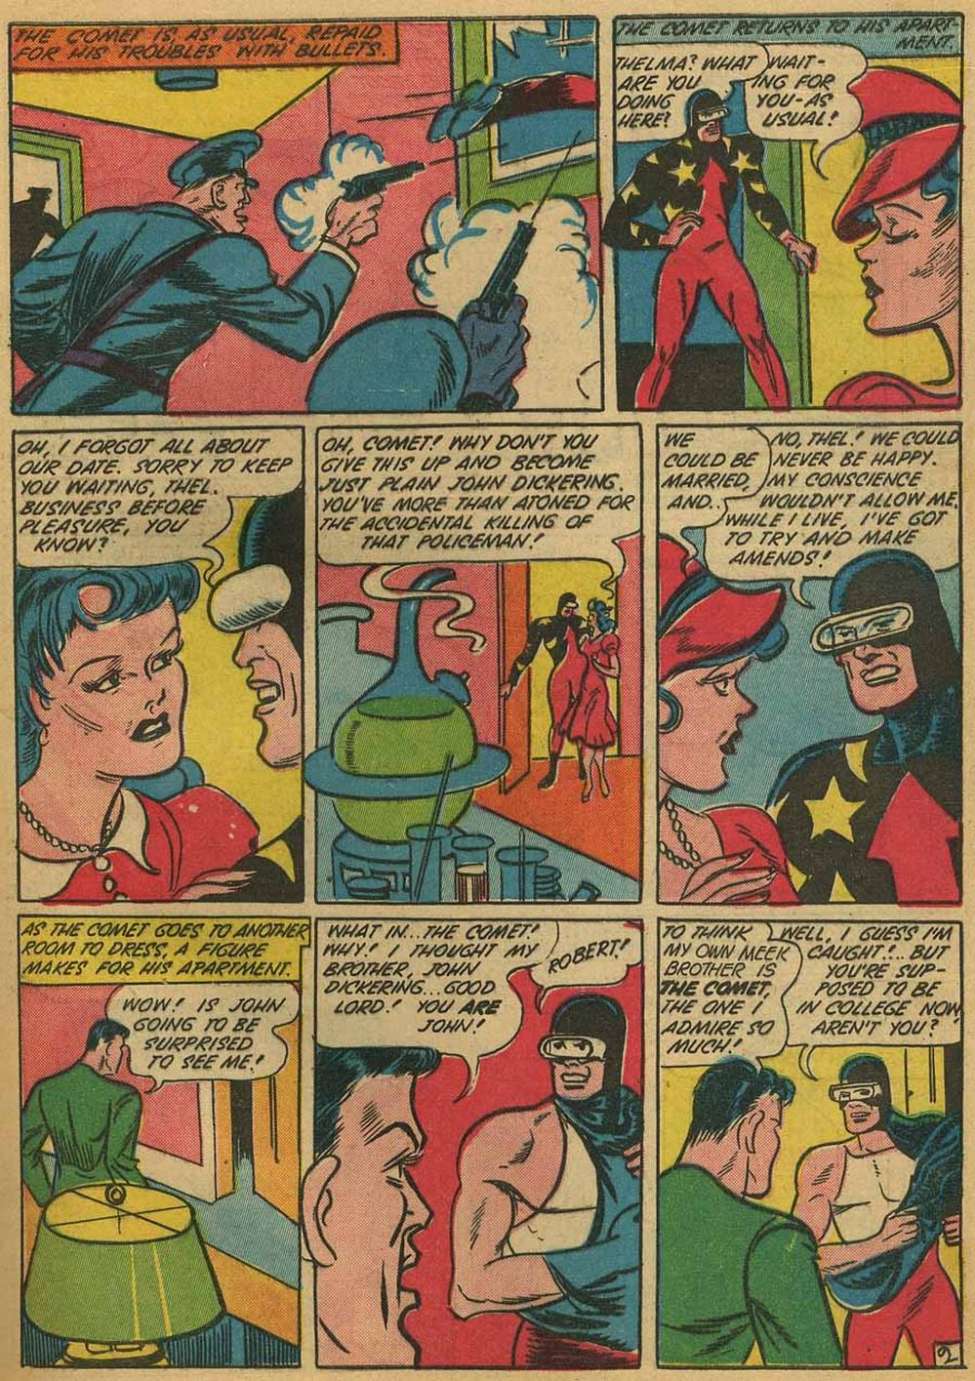 THE COMET IS, AS USUAL, REPAID
FOR HIS TROUBLES WITH BULLETS.
THE COMET RETURNS TO HIS APART-
MENT.
THELMA? WHAT
ARE YOU
DOING
HERE?
WAIT-
ING FOR
YOU-AS
USUAL!
OH, I FORGOT ALL ABOUT
OUR DATE. SORRY TO KEEP
YOU WAITING, THEL.
BUSINESS BEFORE
PLEASURE, YOU
KNOW?
OH, COMET! WHY DON'T YOU
GIVE THIS UP AND BECOME
JUST PLAIN JOHN DICKERING.
YOU'VE MORE THAN ATONED FOR
THE ACCIDENTAL KILLING OF
THAT POLICEMAN!
WE
COULD BE
MARRIED,
AND..
NO, THEL! WE COULD
NEVER BE HAPPY.
MY CONSCIENCE
WOULDN'T ALLOW ME.
WHILE I LIVE, I'VE GOT
TO TRY AND MAKE
AMENDS!
AS THE COMET GOES TO ANOTHER
ROOM TO DRESS, A FIGURE
MAKES FOR HIS APARTMENT.
WOW! IS JOHN
GOING TO BE
SURPRISED
TO SEE ME!
WHAT IN... THE COMET!
WHY! I THOUGHT MY
BROTHER, JOHN
DICKERING... GOOD
LORD! YOU ARE
JOHN!
ROBERT!
TO THINK
MY OWN MEEK
BROTHER IS
THE COMET,
THE ONE I
ADMIRE SO
MUCH!
WELL, I GUESS I'M
CAUGHT!.. BUT
YOU'RE SUP-
POSED TO BE
IN COLLEGE NOW,
AREN'T YOU?
2